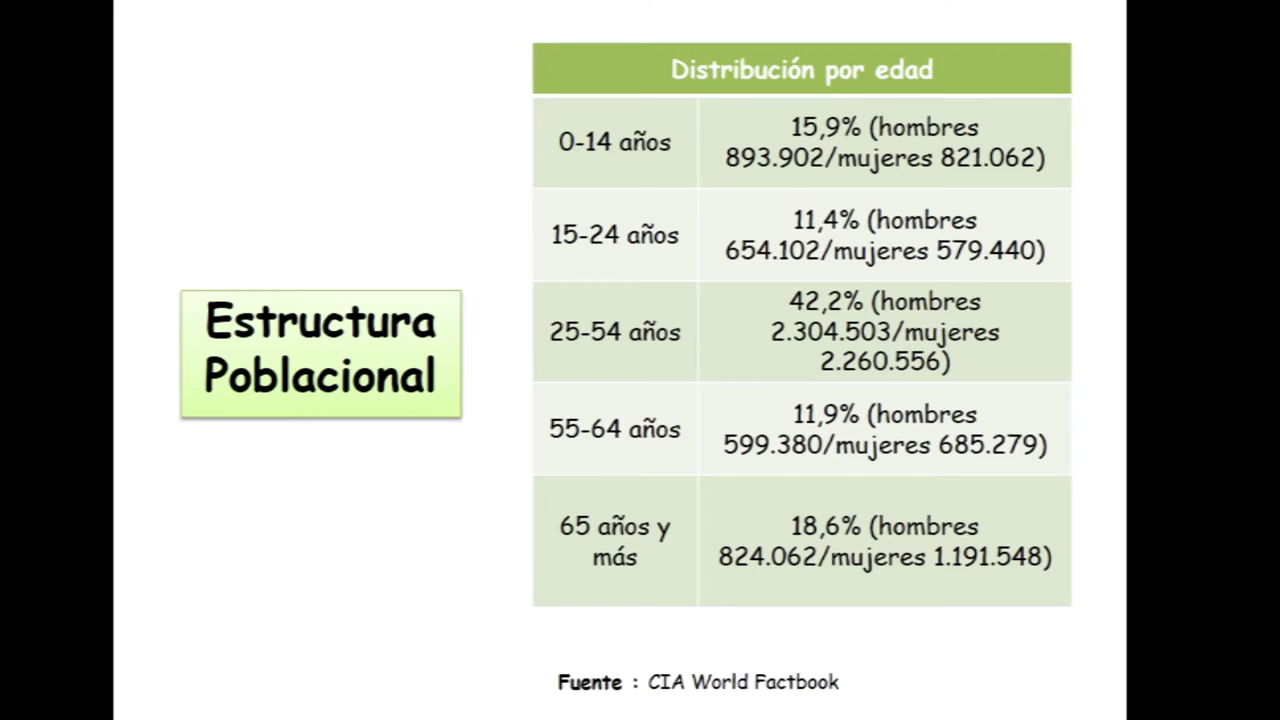 Estructura
Poblacional
Distribución por edad
0-14 años
15,9% (hombres
893.902/mujeres 821.062)
15-24 años
11,4% (hombres
654.102/mujeres 579.440)
25-54 años
42,2% (hombres
2.304.503/mujeres
2.260.556)
55-64 años
11,9% (hombres
599.380/mujeres 685.279)
65 años y
más
18,6% (hombres
824.062/mujeres 1.191.548)
Fuente : CIA World Factbook